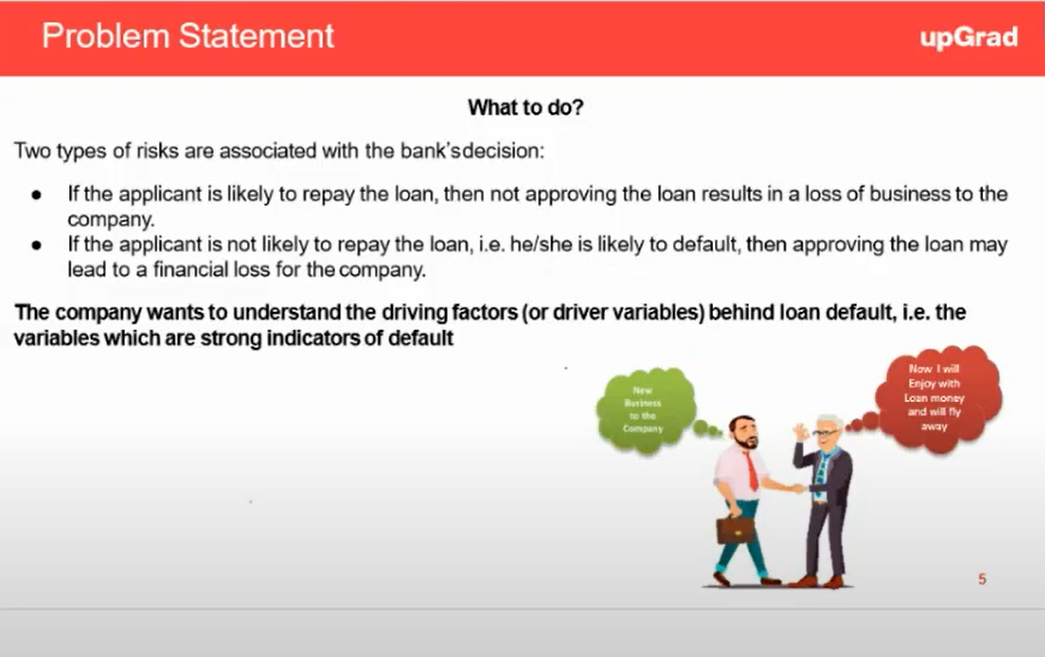 Problem Statement
upGrad
What to do?
Two types of risks are associated with the bank'sdecision:
● If the applicant is likely to repay the loan, then not approving the loan results in a loss of business to the
company.
● If the applicant is not likely to repay the loan, i.e. he/she is likely to default, then approving the loan may
lead to a financial loss for the company.
The company wants to understand the driving factors (or driver variables) behind loan default, i.e. the
variables which are strong indicators of default
New
Business
to the
Company
Now I will
Enjoy with
Loan money
and will fly
away
5